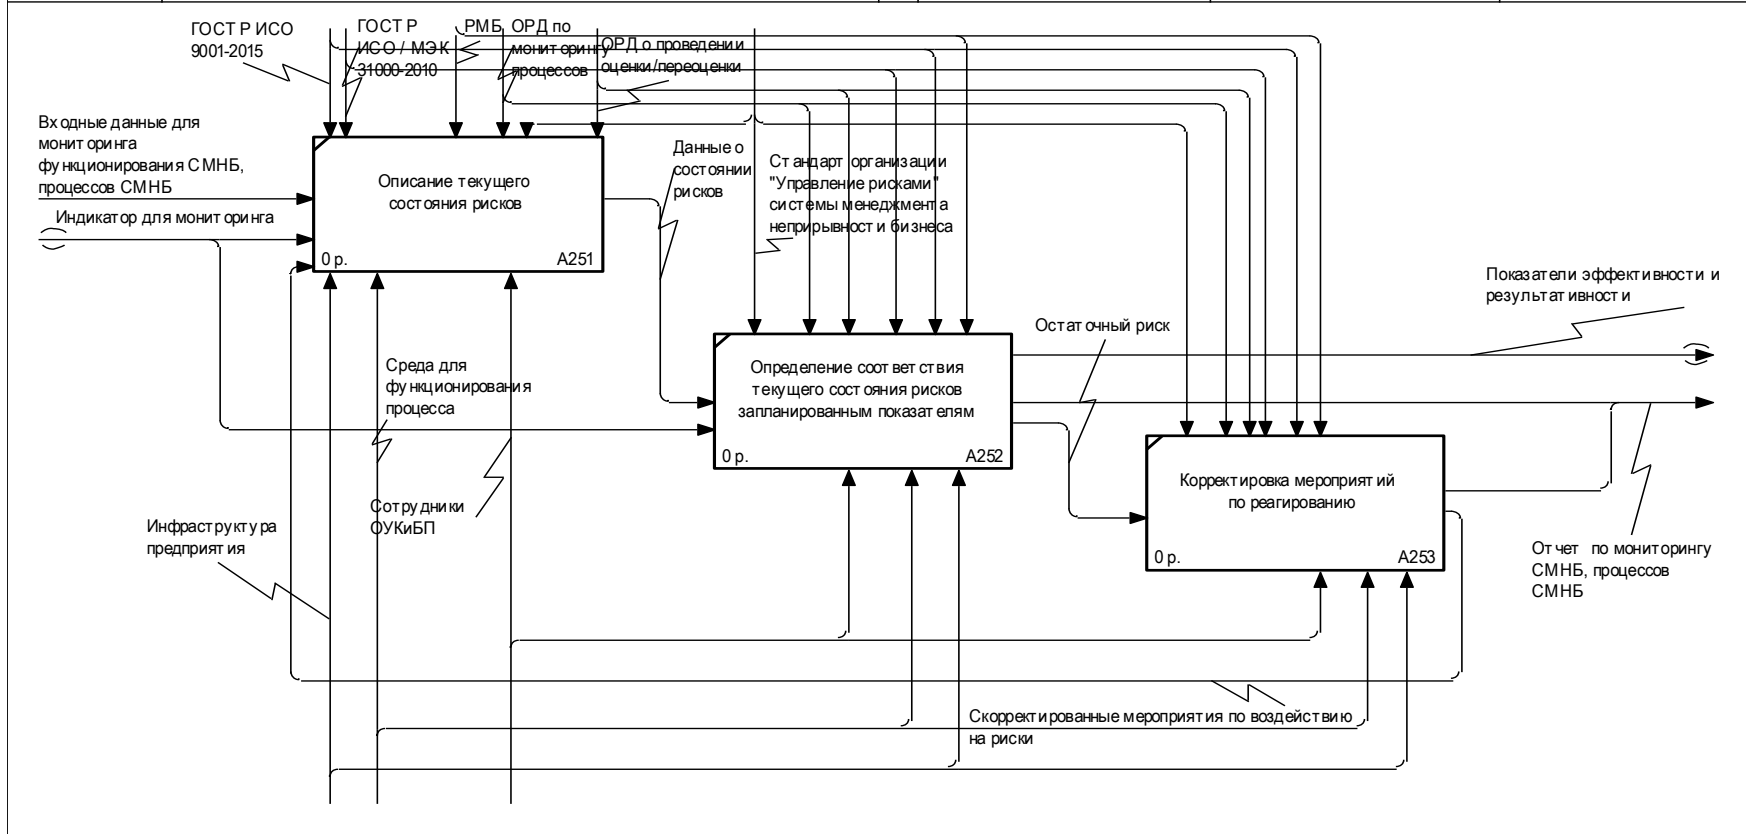 ГОСТ Р ИСО
9001-2015
ГОСТ Р
ИСО / МЭК
31000-2010
РМБ
ОРД по
мониторингу
процессов
ОРД о проведении
оценки/переоценки
Входные данные для
мониторинга
функционирования СМНБ,
процессов СМНБ
Индикатор для мониторинга
Описание текущего
состояния рисков
0 р.
A251
Данные о
состоянии
рисков
Стандарт организации
"Управление рисками"
системы менеджмента
неприрывности бизнеса
Показатели эффективности и
результативности
Остаточный риск
Среда для
функционирования
процесса
Определение соответствия
текущего состояния рисков
запланированным показателям
0 р.
A252
Сотрудники
ОУКиБП
Инфраструктура
предприятия
Корректировка мероприятий
по реагированию
0 р.
A253
Отчет по мониторингу
СМНБ, процессов
СМНБ
Скорректированные мероприятия по воздействию
на риски